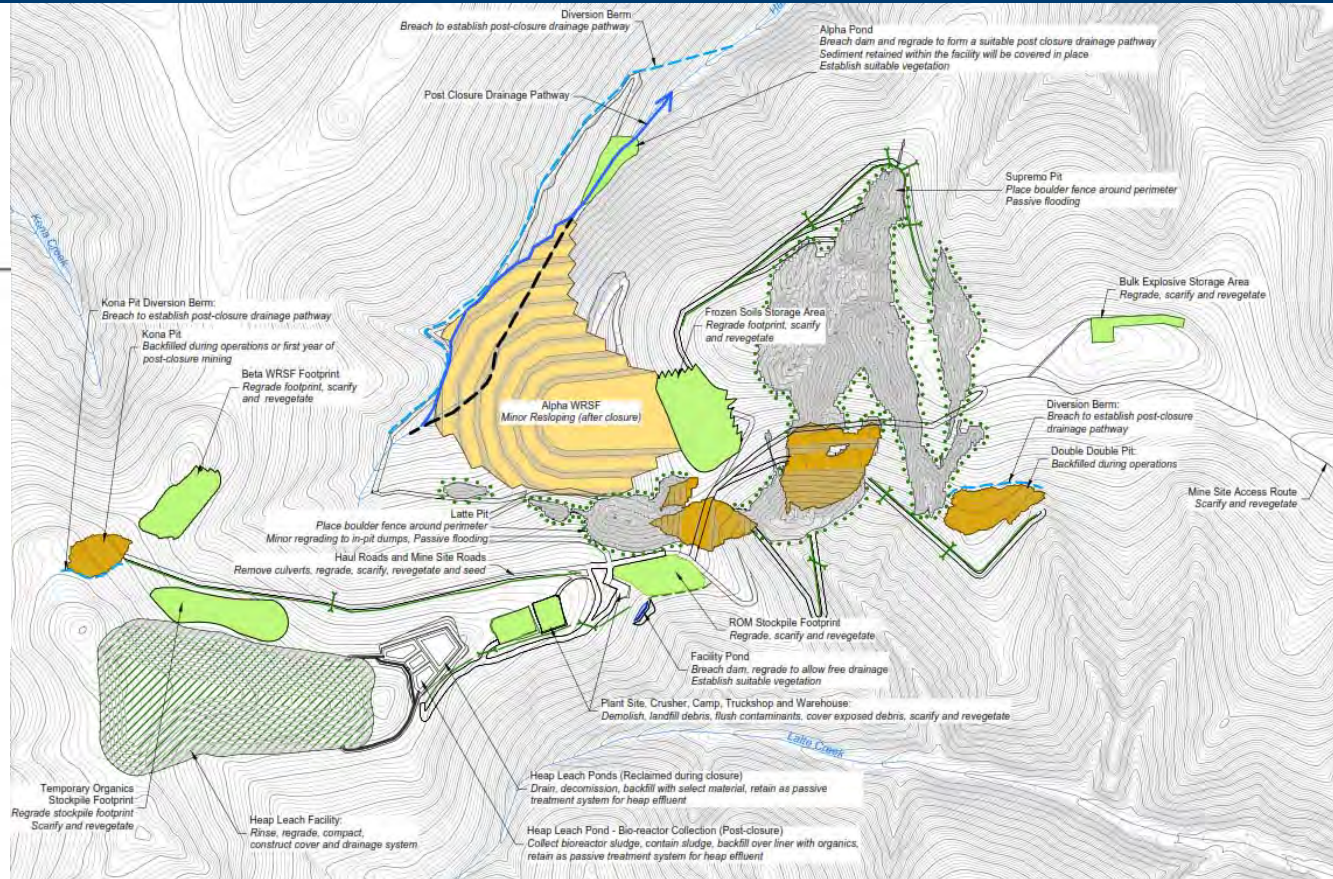 Diversion Berm
Breach to establish post-closure drainage pathway
Alpha Pond
Breach dam and regrade to form a suitable post closure drainage pathway
Sediment retained within the facility will be covered in place
Establish suitable vegetation
Post Closure Drainage Pathway
Supremo Pit
Place boulder fence around perimeter
Passive flooding
Kona Creek
Bulk Explosive Storage Area
Regrade, scarify and revegetate
Kona Pit Diversion Berm:
Breach to establish post-closure drainage pathway
Kona Pit
Backfilled during operations or first year of
post-closure mining
Frozen Soils Storage Area
Regrade footprint, scarify
and revegetate
Beta WRSF Footprint
Regrade footprint, scarify
and revegetate
Alpha WRSF
Minor Resloping (after closure)
Diversion Berm:
Breach to establish post-closure
drainage pathway
Double Double Pit:
Backfilled during operations
Mine Site Access Route
Scarify and revegetate
Latte Pit
Place boulder fence around perimeter
Minor regrading to in-pit dumps, Passive flooding
Haul Roads and Mine Site Roads
Remove culverts, regrade, scarify, revegetate and seed
ROM Stockpile Footprint
Regrade, scarify and revegetate
Facility Pond
Breach dam, regrade to allow free drainage
Establish suitable vegetation
Plant Site, Crusher, Camp, Truckshop and Warehouse:
Demolish, landfill debris, flush contaminants, cover exposed debris, scarify and revegetate
Latte Creek
Heap Leach Ponds (Reclaimed during closure)
Drain, decomission, backfill with select material, retain as passive
treatment system for heap effluent
Temporary Organics
Stockpile Footprint
Regrade stockpile footprint
Scarify and revegetate
Heap Leach Facility:
Rinse, regrade, compact,
construct cover and drainage system
Heap Leach Pond - Bio-reactor Collection (Post-closure)
Collect bioreactor sludge, contain sludge, backfill over liner with organics,
retain as passive treatment system for heap effluent